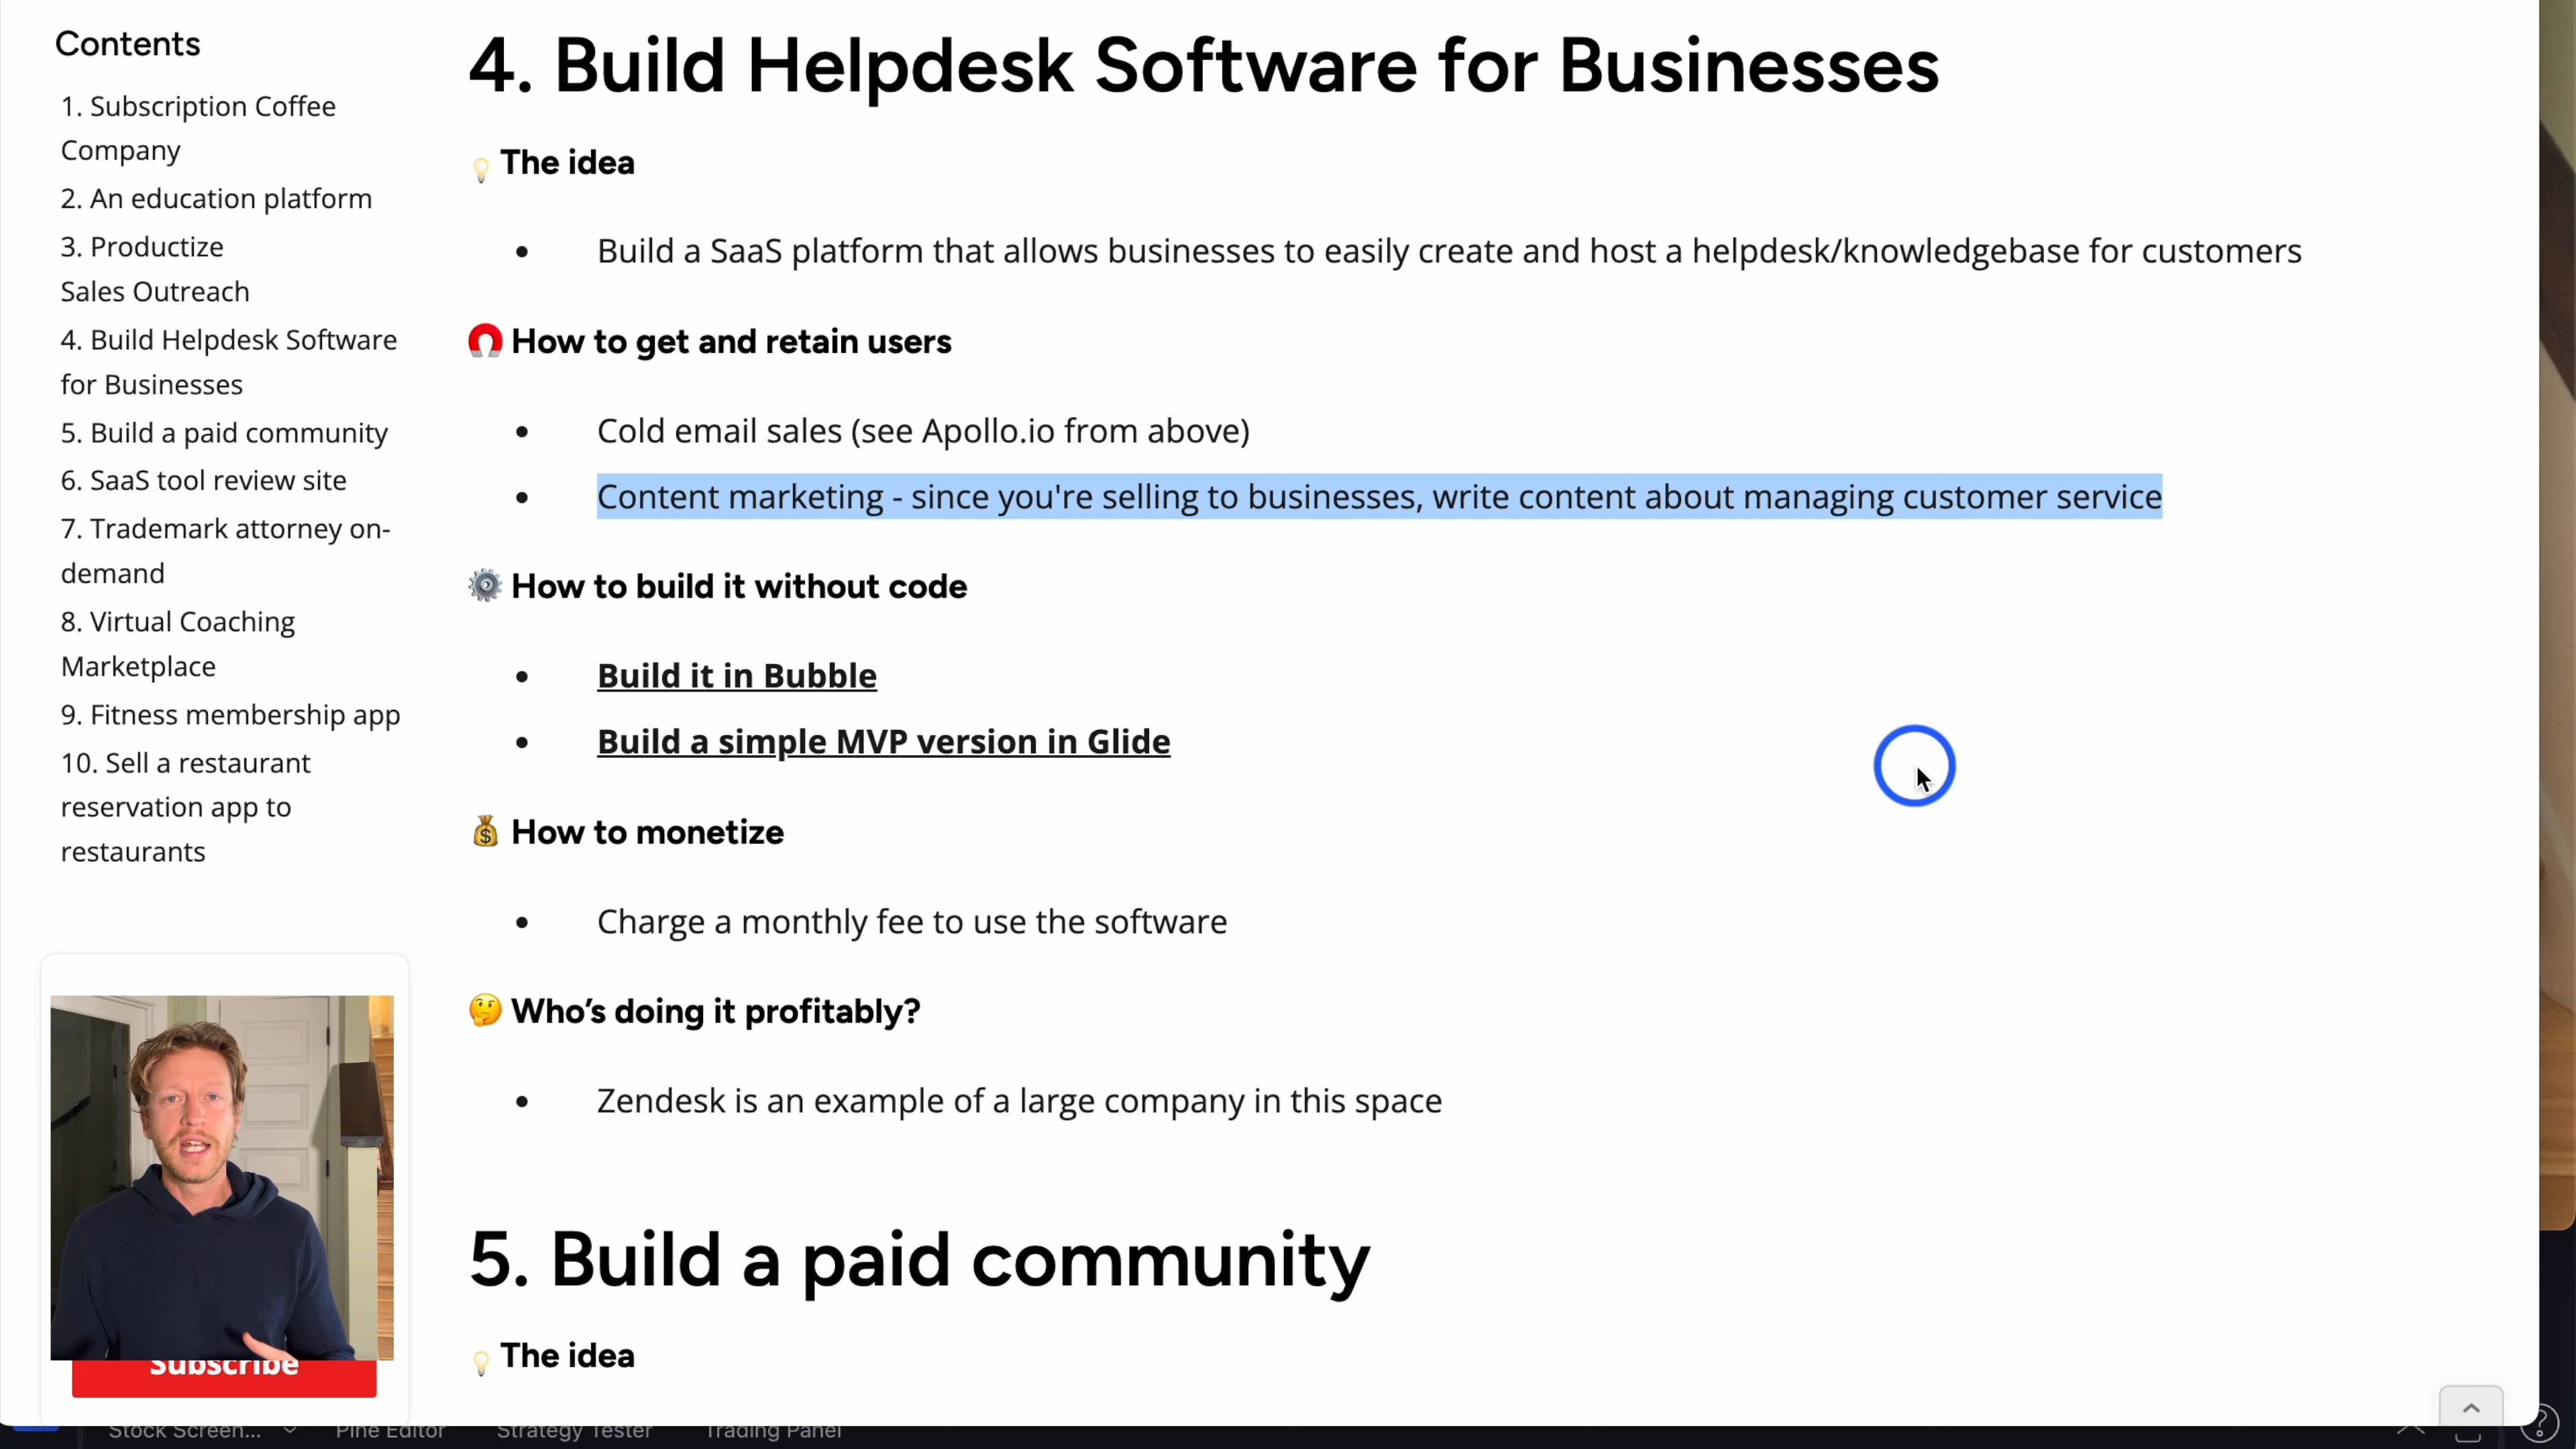 Contents
1. Subscription Coffee
Company
2. An education platform
3. Productize
Sales Outreach
4. Build Helpdesk Software
for Businesses
5. Build a paid community
6. SaaS tool review site
7. Trademark attorney on-
demand
8. Virtual Coaching
Marketplace
9. Fitness membership app
10. Sell a restaurant
reservation app to
restaurants
Subscribe
4. Build Helpdesk Software for Businesses
The idea
• Build a SaaS platform that allows businesses to easily create and host a helpdesk/knowledgebase for customers
How to get and retain users
• Cold email sales (see Apollo.io from above)
• Content marketing - since you're selling to businesses, write content about managing customer service
How to build it without code
• Build it in Bubble
• Build a simple MVP version in Glide
How to monetize
• Charge a monthly fee to use the software
Who’s doing it profitably?
• Zendesk is an example of a large company in this space
5. Build a paid community
The idea
Stock Screen... Pine Editor Strategy Tester Trading Panel